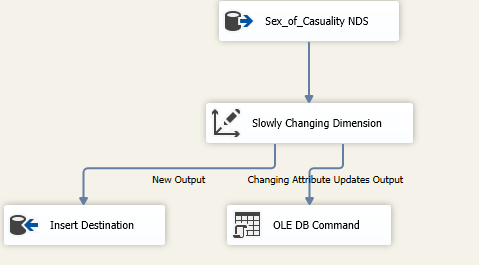 Sex_of_Casuality NDS
Slowly Changing Dimension
New Output
Changing Attribute Updates Output
Insert Destination
OLE DB Command